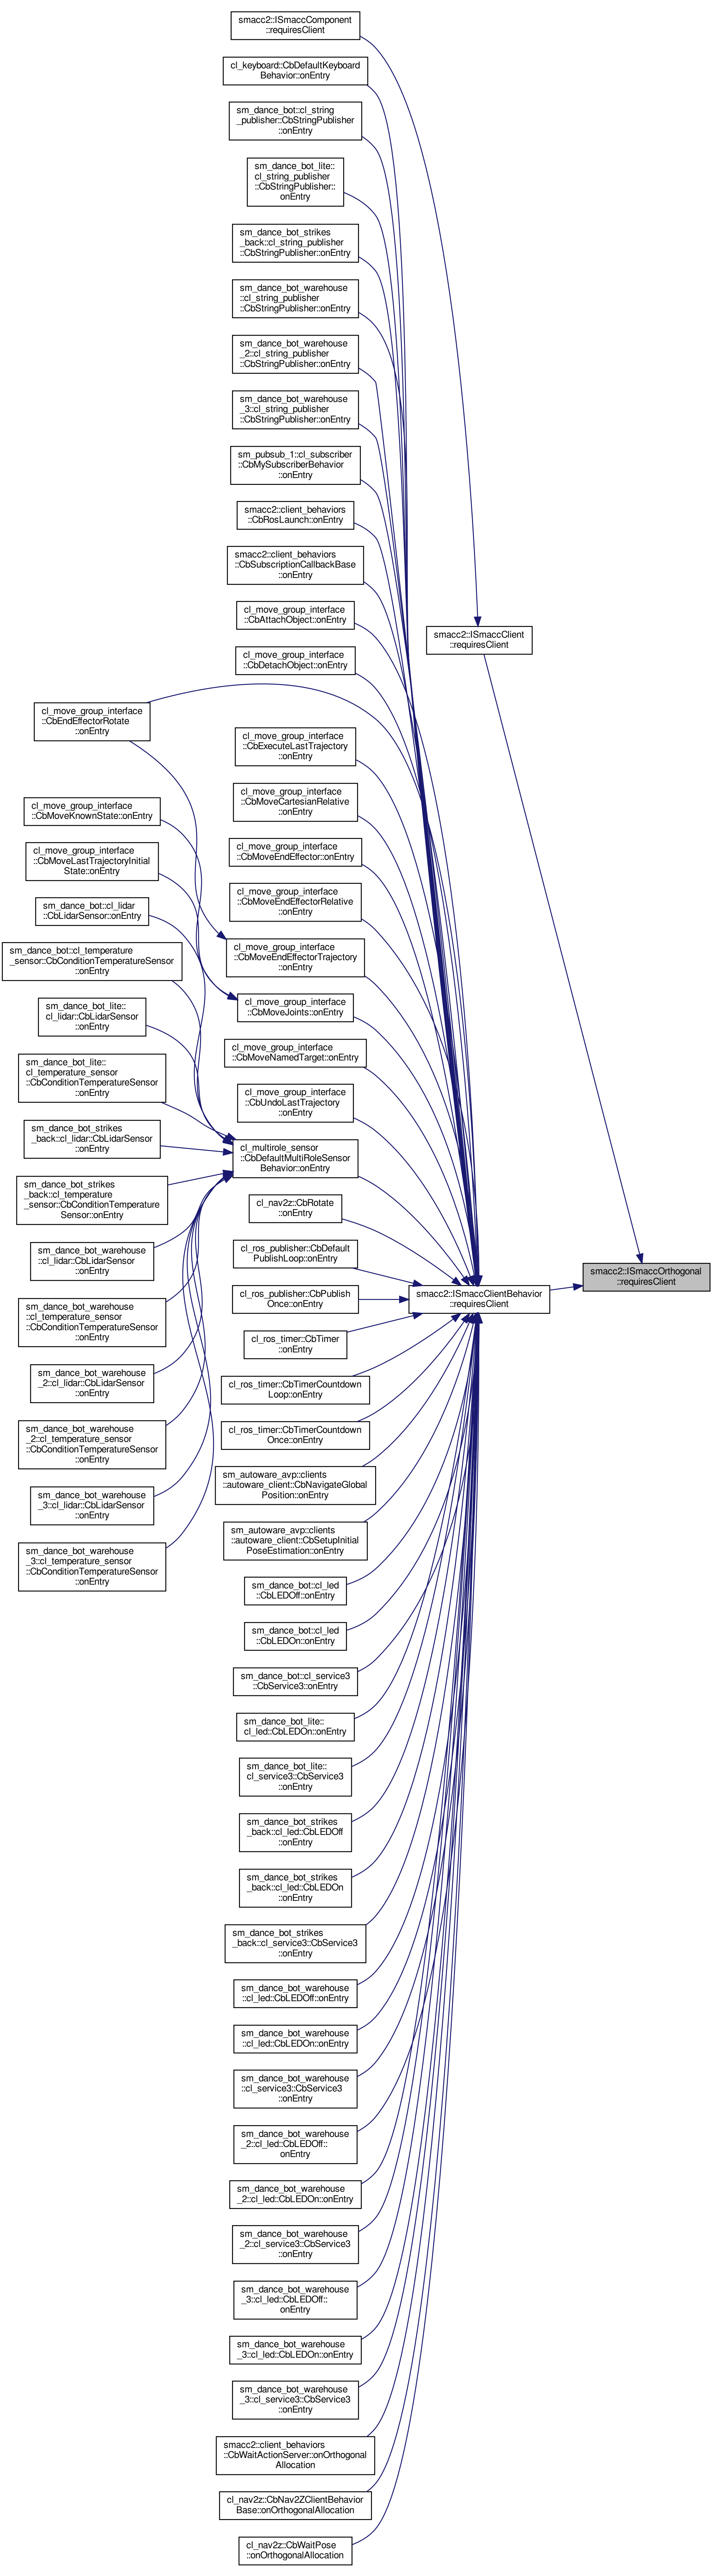 smacc2::ISmaccComponent
::requiresClient
cl_keyboard::CbDefaultKeyboard
Behavior::onEntry
sm_dance_bot::cl_string
_publisher::CbStringPublisher
::onEntry
sm_dance_bot_lite::
cl_string_publisher
::CbStringPublisher::
onEntry
sm_dance_bot_strikes
_back::cl_string_publisher
::CbStringPublisher::onEntry
sm_dance_bot_warehouse
::cl_string_publisher
::CbStringPublisher::onEntry
sm_dance_bot_warehouse
_2::cl_string_publisher
::CbStringPublisher::onEntry
sm_dance_bot_warehouse
_3::cl_string_publisher
::CbStringPublisher::onEntry
sm_pubsub_1::cl_subscriber
::CbMySubscriberBehavior
::onEntry
smacc2::client_behaviors
::CbRosLaunch::onEntry
smacc2::client_behaviors
::CbSubscriptionCallbackBase
::onEntry
cl_move_group_interface
::CbAttachObject::onEntry
cl_move_group_interface
::CbDetachObject::onEntry
cl_move_group_interface
::CbExecuteLastTrajectory
::onEntry
cl_move_group_interface
::CbMoveCartesianRelative
::onEntry
cl_move_group_interface
::CbMoveEndEffector::onEntry
cl_move_group_interface
::CbMoveEndEffectorRelative
::onEntry
cl_move_group_interface
::CbMoveEndEffectorTrajectory
::onEntry
cl_move_group_interface
::CbMoveJoints::onEntry
cl_move_group_interface
::CbMoveNamedTarget::onEntry
cl_move_group_interface
::CbUndoLastTrajectory
::onEntry
cl_multirole_sensor
::CbDefaultMultiRoleSensor
Behavior::onEntry
cl_nav2z::CbRotate
::onEntry
cl_ros_publisher::CbDefault
PublishLoop::onEntry
cl_ros_publisher::CbPublish
Once::onEntry
cl_ros_timer::CbTimer
::onEntry
cl_ros_timer::CbTimerCountdown
Loop::onEntry
cl_ros_timer::CbTimerCountdown
Once::onEntry
sm_autoware_avp::clients
::autoware_client::CbNavigateGlobal
Position::onEntry
sm_autoware_avp::clients
::autoware_client::CbSetupInitial
PoseEstimation::onEntry
sm_dance_bot::cl_led
::CbLEDOff::onEntry
sm_dance_bot::cl_led
::CbLEDOn::onEntry
sm_dance_bot::cl_service3
::CbService3::onEntry
sm_dance_bot_lite::
cl_led::CbLEDOn::onEntry
sm_dance_bot_lite::
cl_service3::CbService3
::onEntry
sm_dance_bot_strikes
_back::cl_led::CbLEDOff
::onEntry
sm_dance_bot_strikes
_back::cl_led::CbLEDOn
::onEntry
sm_dance_bot_strikes
_back::cl_service3::CbService3
::onEntry
sm_dance_bot_warehouse
::cl_led::CbLEDOff::onEntry
sm_dance_bot_warehouse
::cl_led::CbLEDOn::onEntry
sm_dance_bot_warehouse
::cl_service3::CbService3
::onEntry
sm_dance_bot_warehouse
_2::cl_led::CbLEDOff::
onEntry
sm_dance_bot_warehouse
_2::cl_led::CbLEDOn::onEntry
sm_dance_bot_warehouse
_2::cl_service3::CbService3
::onEntry
sm_dance_bot_warehouse
_3::cl_led::CbLEDOff::
onEntry
sm_dance_bot_warehouse
_3::cl_led::CbLEDOn::onEntry
sm_dance_bot_warehouse
_3::cl_service3::CbService3
::onEntry
smacc2::client_behaviors
::CbWaitActionServer::onOrthogonal
Allocation
cl_nav2z::CbNav2ZClientBehavior
Base::onOrthogonalAllocation
cl_nav2z::CbWaitPose
::onOrthogonalAllocation
cl_move_group_interface
::CbEndEffectorRotate
::onEntry
cl_move_group_interface
::CbMoveKnownState::onEntry
cl_move_group_interface
::CbMoveLastTrajectoryInitial
State::onEntry
sm_dance_bot::cl_lidar
::CbLidarSensor::onEntry
sm_dance_bot::cl_temperature
_sensor::CbConditionTemperatureSensor
::onEntry
sm_dance_bot_lite::
cl_lidar::CbLidarSensor
::onEntry
sm_dance_bot_lite::
cl_temperature_sensor
::CbConditionTemperatureSensor
::onEntry
sm_dance_bot_strikes
_back::cl_lidar::CbLidarSensor
::onEntry
sm_dance_bot_strikes
_back::cl_temperature
_sensor::CbConditionTemperature
Sensor::onEntry
sm_dance_bot_warehouse
::cl_lidar::CbLidarSensor
::onEntry
sm_dance_bot_warehouse
::cl_temperature_sensor
::CbConditionTemperatureSensor
::onEntry
sm_dance_bot_warehouse
_2::cl_lidar::CbLidarSensor
::onEntry
sm_dance_bot_warehouse
_2::cl_temperature_sensor
::CbConditionTemperatureSensor
::onEntry
sm_dance_bot_warehouse
_3::cl_lidar::CbLidarSensor
::onEntry
sm_dance_bot_warehouse
_3::cl_temperature_sensor
::CbConditionTemperatureSensor
::onEntry
smacc2::ISmaccClient
::requiresClient
smacc2::ISmaccClientBehavior
::requiresClient
smacc2::ISmaccOrthogonal
::requiresClient